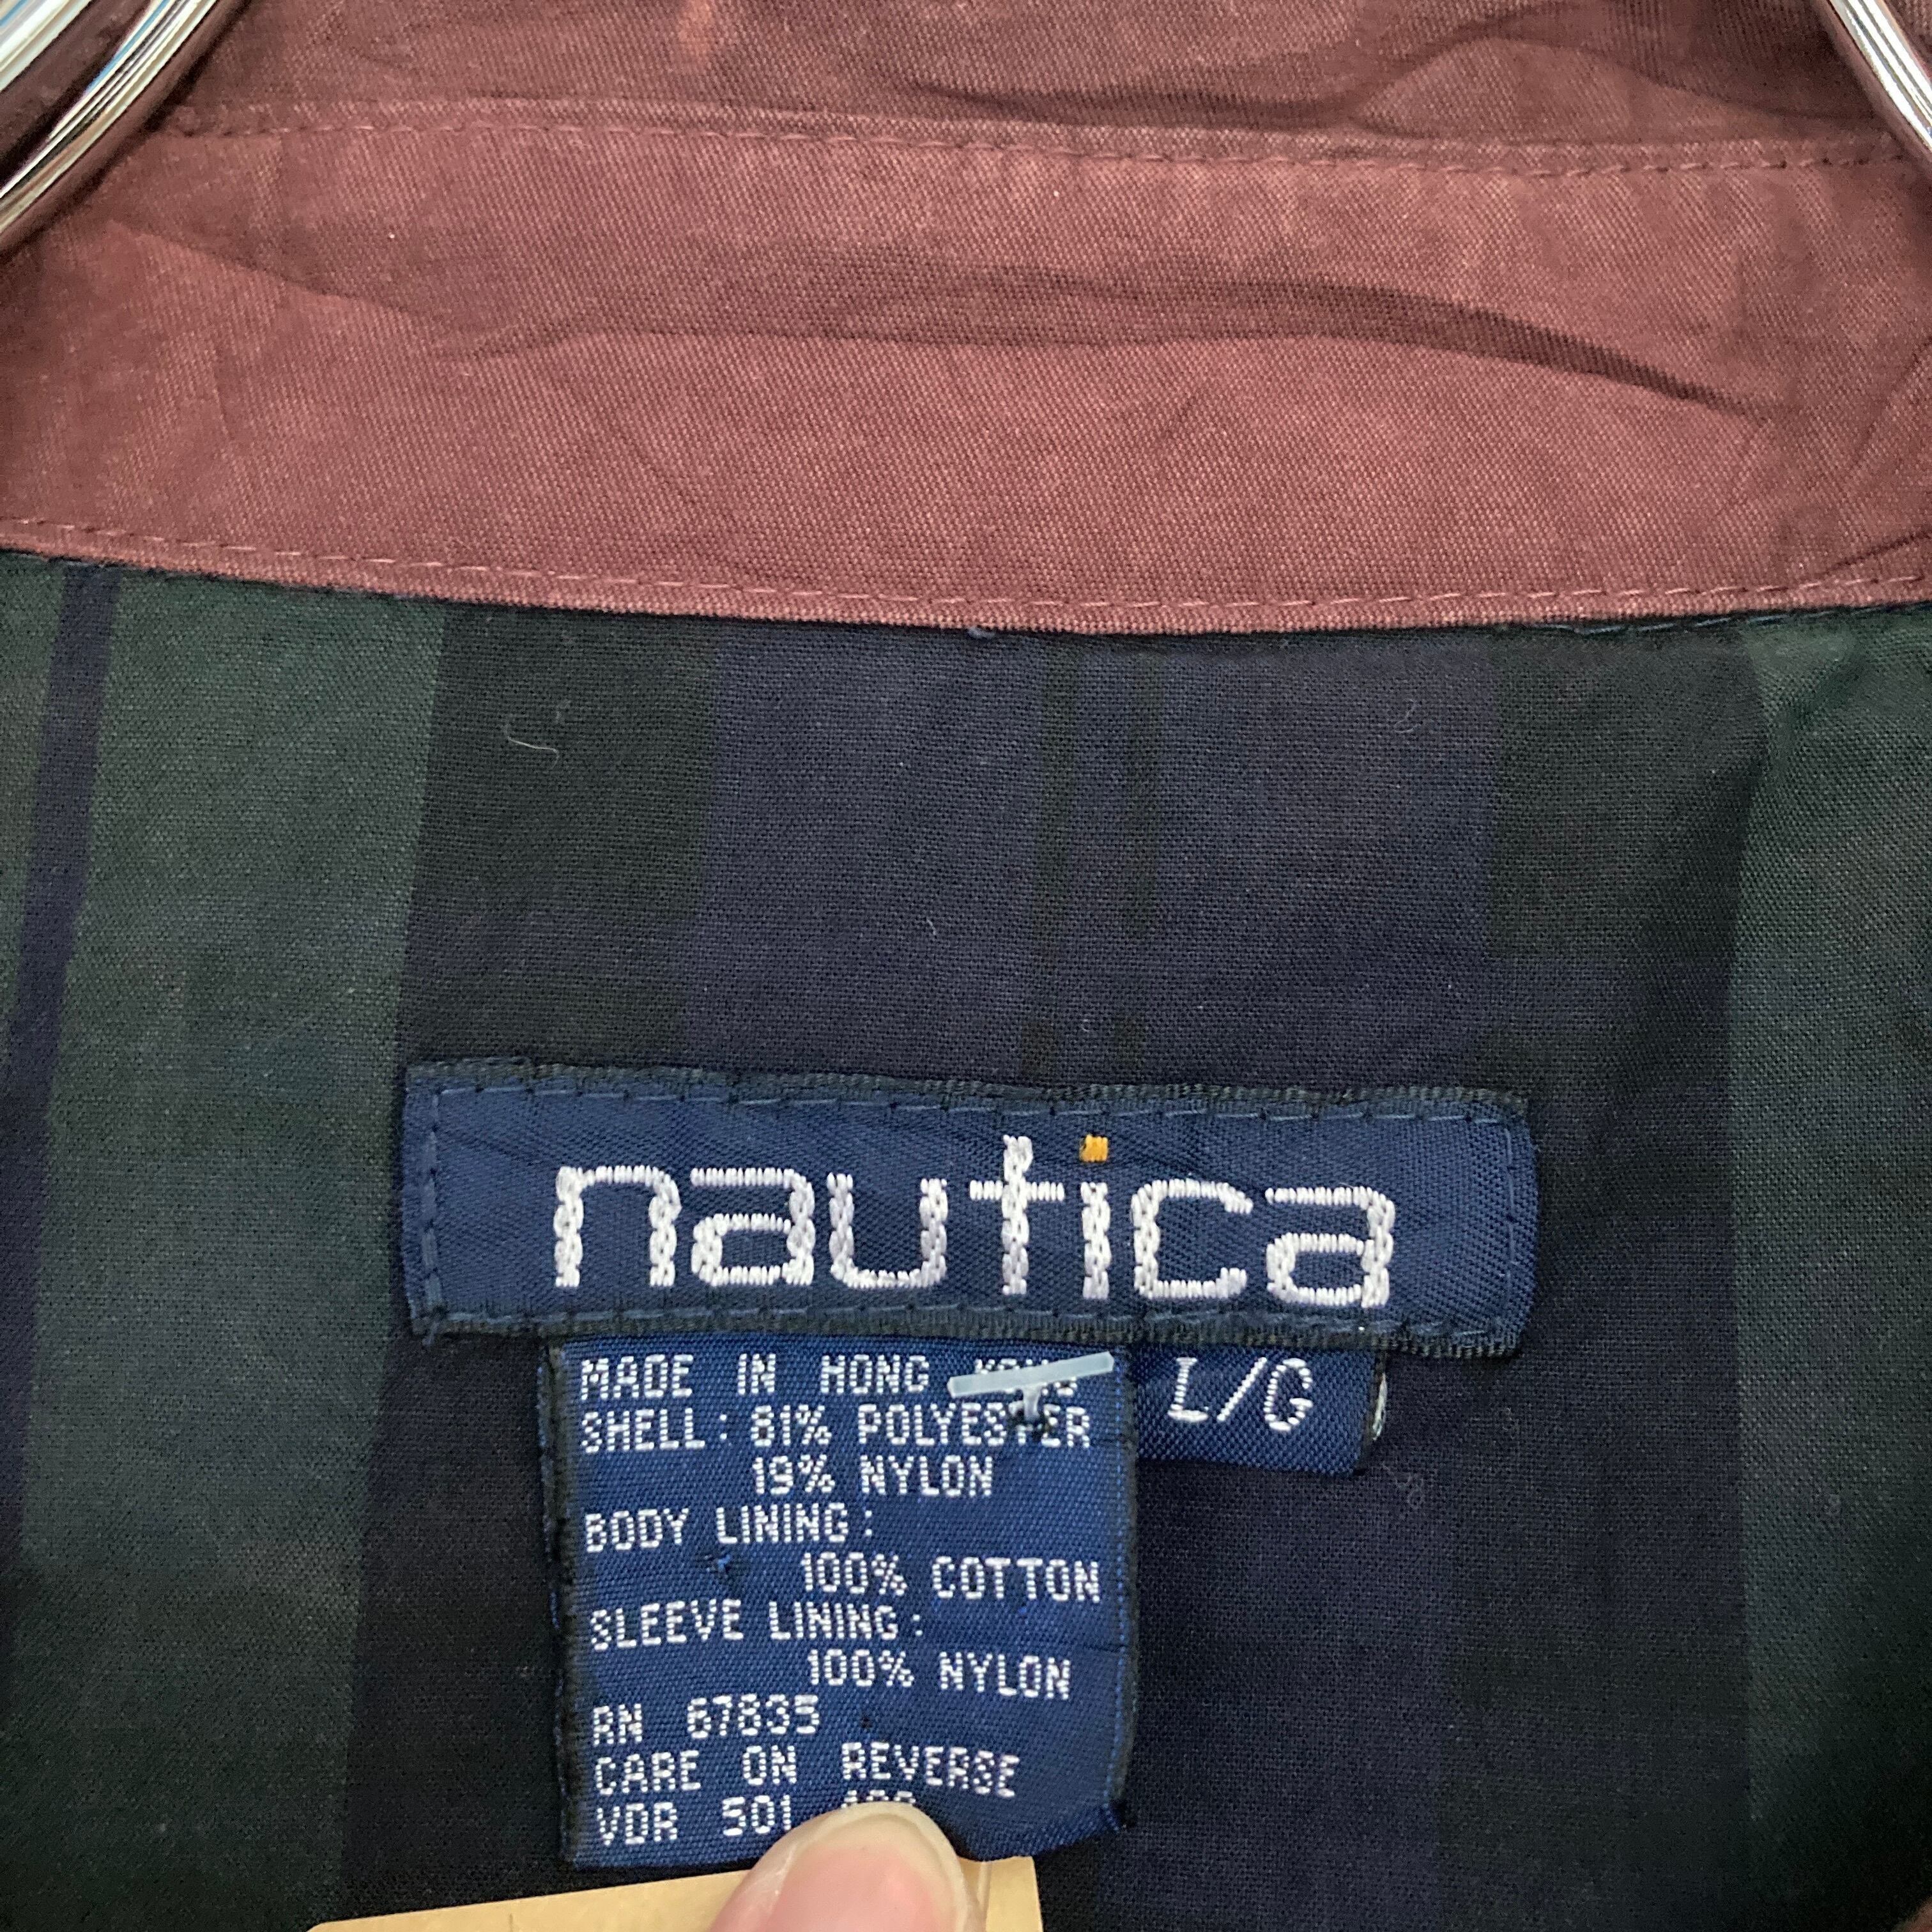 nautica
L/G
MADE IN HONG
SHELL: 81% POLYESTER
19% NYLON
BODY LINING:
100% COTTON
SLEEVE LINING:
100% NYLON
RN 67835
CARE ON REVERSE
VDR 501